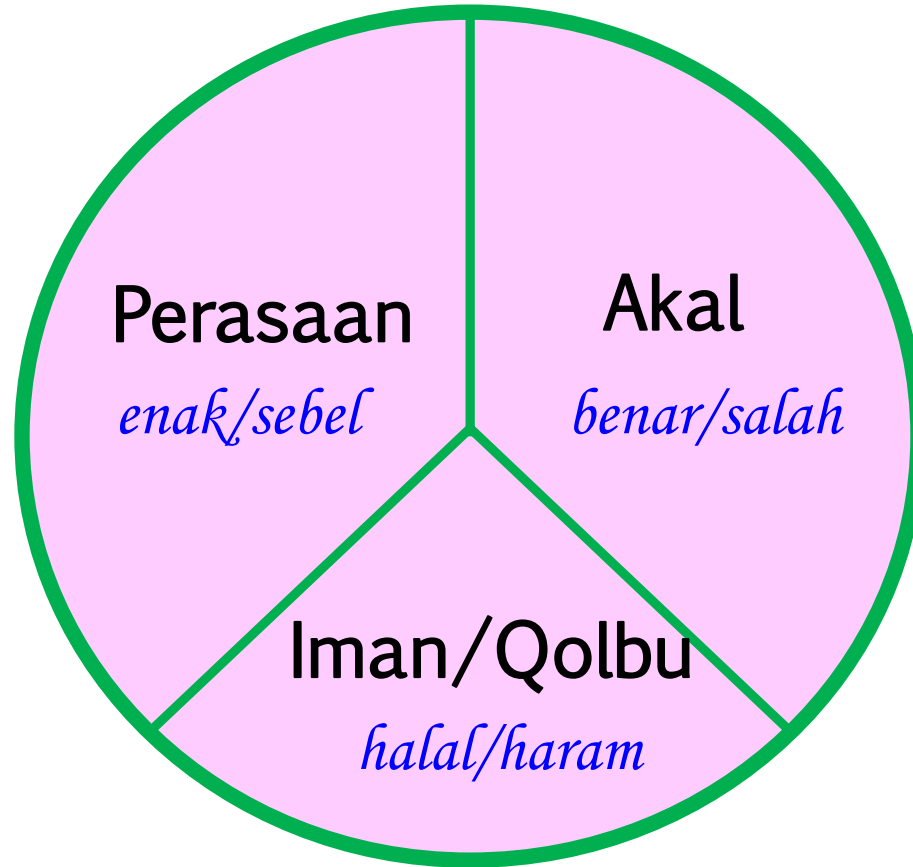 Perasaan
enak/sebel
Akal
benar/salah
Iman/Qolbu
halal/haram